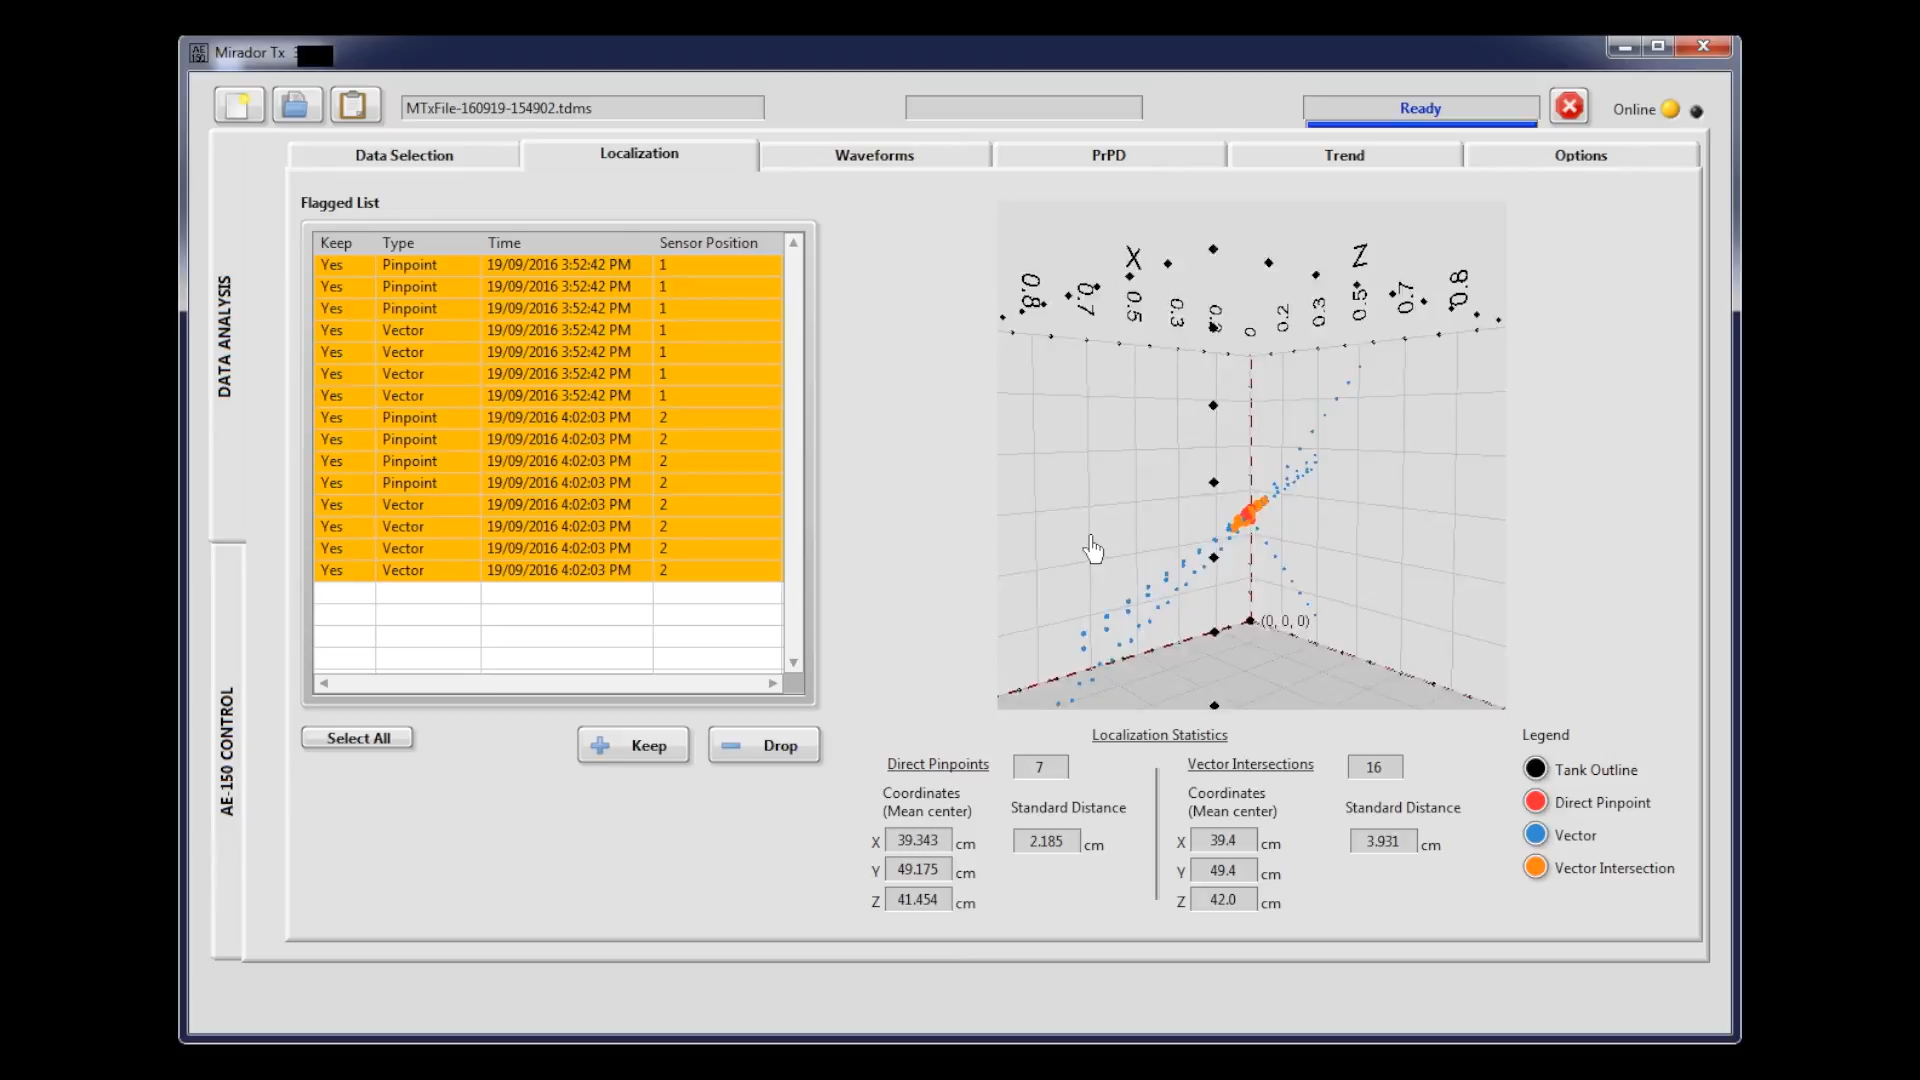 Mirador Tx
MTxFile-160919-154902.tdms
Ready
Online
DATA ANALYSIS
AE-150 CONTROL
Data Selection
Localization
Waveforms
PrPD
Trend
Options
Flagged List
Keep Type Time Sensor Position
Yes Pinpoint 19/09/2016 3:52:42 PM 1
Yes Pinpoint 19/09/2016 3:52:42 PM 1
Yes Pinpoint 19/09/2016 3:52:42 PM 1
Yes Vector 19/09/2016 3:52:42 PM 1
Yes Vector 19/09/2016 3:52:42 PM 1
Yes Vector 19/09/2016 3:52:42 PM 1
Yes Vector 19/09/2016 3:52:42 PM 1
Yes Pinpoint 19/09/2016 4:02:03 PM 2
Yes Pinpoint 19/09/2016 4:02:03 PM 2
Yes Pinpoint 19/09/2016 4:02:03 PM 2
Yes Pinpoint 19/09/2016 4:02:03 PM 2
Yes Vector 19/09/2016 4:02:03 PM 2
Yes Vector 19/09/2016 4:02:03 PM 2
Yes Vector 19/09/2016 4:02:03 PM 2
Yes Vector 19/09/2016 4:02:03 PM 2
Select All
Keep
Drop
X Z
0.8 0.7 0.5 0.3 0 0.2 0.3 0.5 0.7 0.8
(0, 0, 0)
Localization Statistics
Direct Pinpoints 7
Coordinates
(Mean center)
Standard Distance
X 39.343 cm 2.185 cm
Y 49.175 cm
Z 41.454 cm
Vector Intersections 16
Coordinates
(Mean center)
Standard Distance
X 39.4 cm 3.931 cm
Y 49.4 cm
Z 42.0 cm
Legend
Tank Outline
Direct Pinpoint
Vector
Vector Intersection